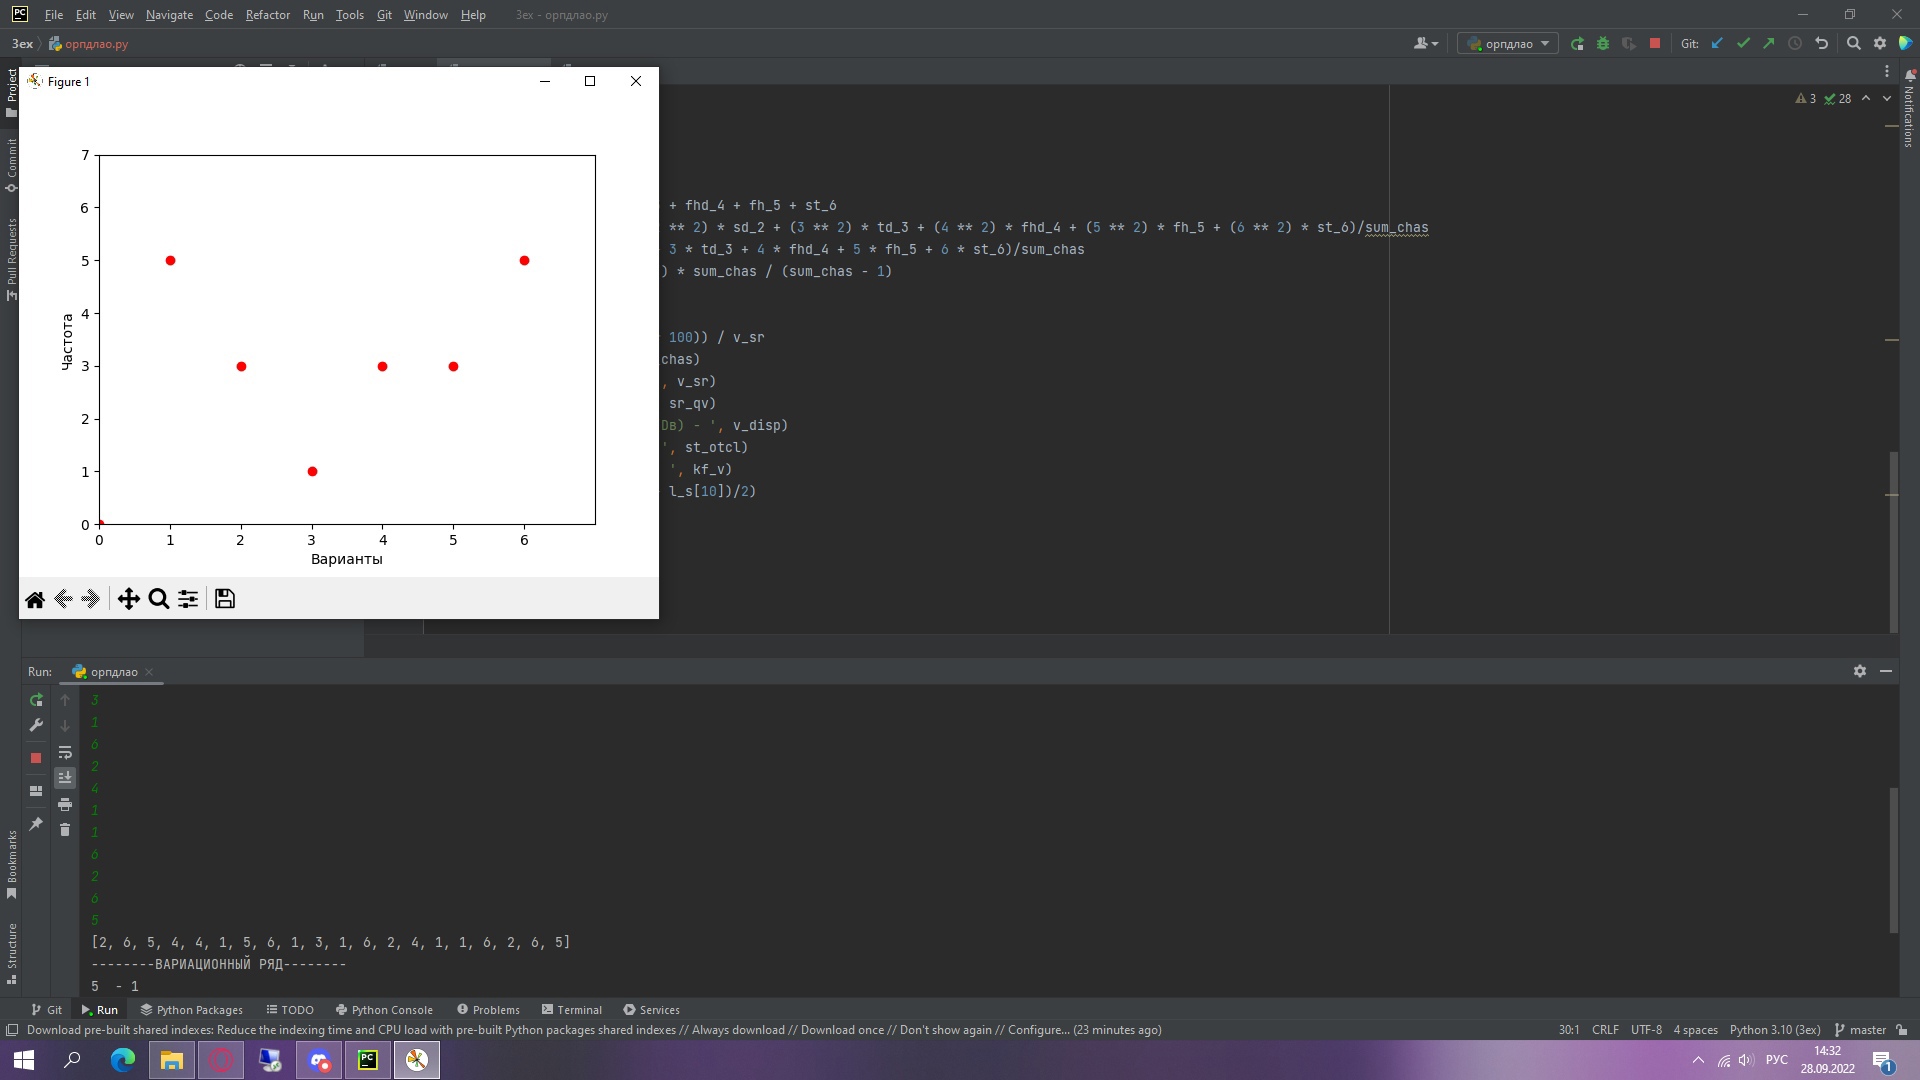 File Edit View Navigate Code Refactor Run Tools Git Window Help 3ex - орпдлао.py
3ex орпдлао.py
орпдлао
Git:
Project
Commit
Pull Requests
Bookmarks
Structure
Notifications
3 28
Figure 1
7
6
5
4
3
2
1
0
Частота
0 1 2 3 4 5 6
Варианты
+ fhd_4 + fh_5 + st_6
** 2) * sd_2 + (3 ** 2) * td_3 + (4 ** 2) * fhd_4 + (5 ** 2) * fh_5 + (6 ** 2) * st_6)/sum_chas
3 * td_3 + 4 * fhd_4 + 5 * fh_5 + 6 * st_6)/sum_chas
) * sum_chas / (sum_chas - 1)
100)) / v_sr
chas)
, v_sr)
sr_qv)
Dв) - ', v_disp)
', st_otcl)
', kf_v)
l_s[10])/2)
Run: орпдлао
3
1
6
2
4
1
1
6
2
6
5
[2, 6, 5, 4, 4, 1, 5, 6, 1, 3, 1, 6, 2, 4, 1, 1, 6, 2, 6, 5]
--------ВАРИАЦИОННЫЙ РЯД--------
5  - 1
Git Run Python Packages TODO Python Console Problems Terminal Services
Download pre-built shared indexes: Reduce the indexing time and CPU load with pre-built Python packages shared indexes // Always download // Download once // Don't show again // Configure... (23 minutes ago)
30:1 CRLF UTF-8 4 spaces Python 3.10 (3ex) master
PC
РУС
14:32
28.09.2022
1